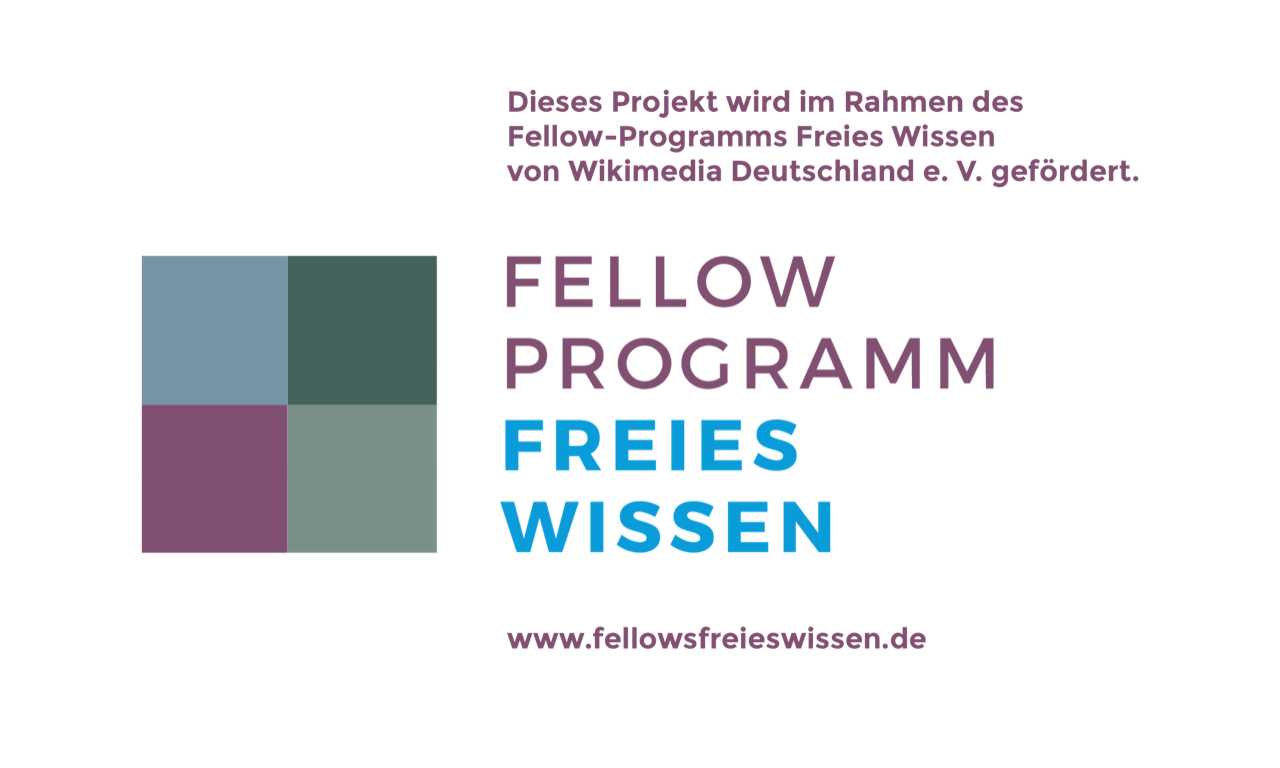 Dieses Projekt wird im Rahmen des
Fellow-Programms Freies Wissen
von Wikimedia Deutschland e. V. gefördert.
FELLOW
PROGRAMM
FREIES
WISSEN
www.fellowsfreieswissen.de